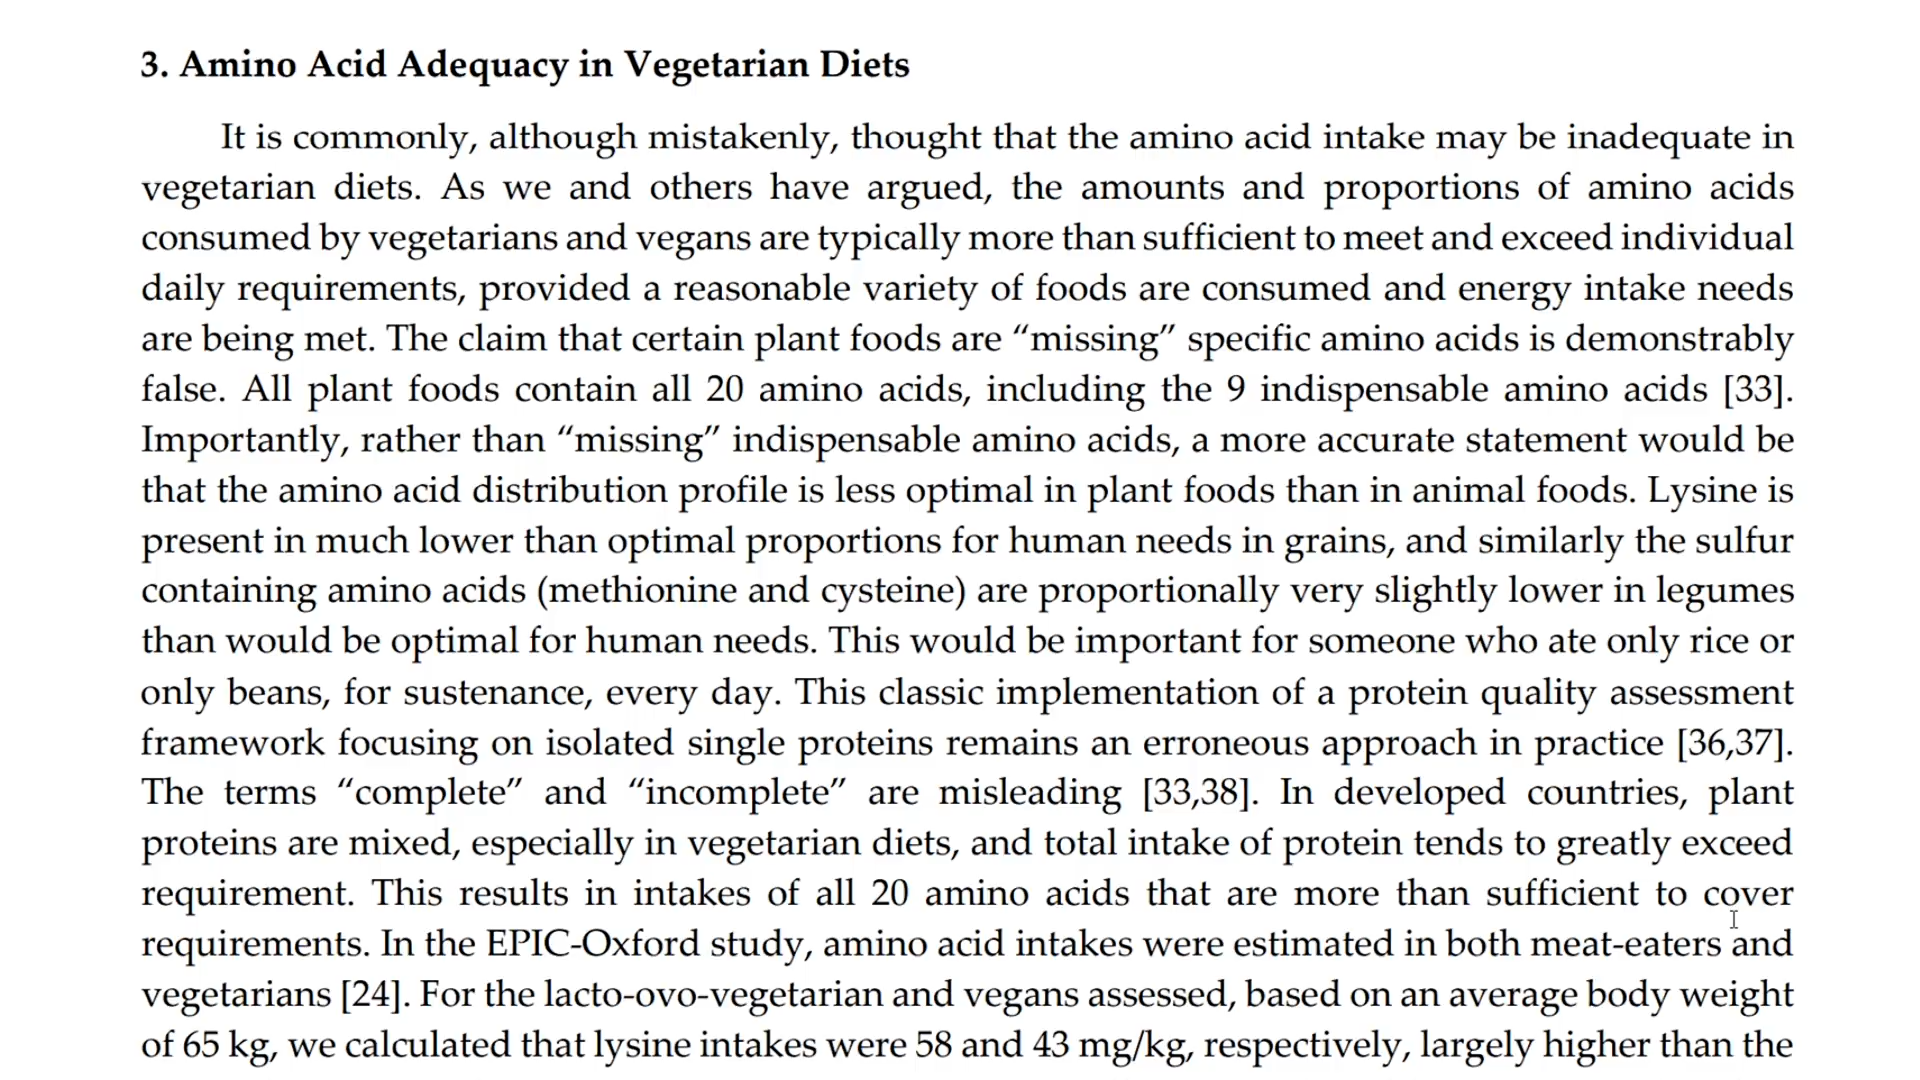 3. Amino Acid Adequacy in Vegetarian Diets
It is commonly, although mistakenly, thought that the amino acid intake may be inadequate in
vegetarian diets. As we and others have argued, the amounts and proportions of amino acids
consumed by vegetarians and vegans are typically more than sufficient to meet and exceed individual
daily requirements, provided a reasonable variety of foods are consumed and energy intake needs
are being met. The claim that certain plant foods are “missing” specific amino acids is demonstrably
false. All plant foods contain all 20 amino acids, including the 9 indispensable amino acids [33].
Importantly, rather than “missing” indispensable amino acids, a more accurate statement would be
that the amino acid distribution profile is less optimal in plant foods than in animal foods. Lysine is
present in much lower than optimal proportions for human needs in grains, and similarly the sulfur
containing amino acids (methionine and cysteine) are proportionally very slightly lower in legumes
than would be optimal for human needs. This would be important for someone who ate only rice or
only beans, for sustenance, every day. This classic implementation of a protein quality assessment
framework focusing on isolated single proteins remains an erroneous approach in practice [36,37].
The terms “complete” and “incomplete” are misleading [33,38]. In developed countries, plant
proteins are mixed, especially in vegetarian diets, and total intake of protein tends to greatly exceed
requirement. This results in intakes of all 20 amino acids that are more than sufficient to cover
requirements. In the EPIC-Oxford study, amino acid intakes were estimated in both meat-eaters and
vegetarians [24]. For the lacto-ovo-vegetarian and vegans assessed, based on an average body weight
of 65 kg, we calculated that lysine intakes were 58 and 43 mg/kg, respectively, largely higher than the